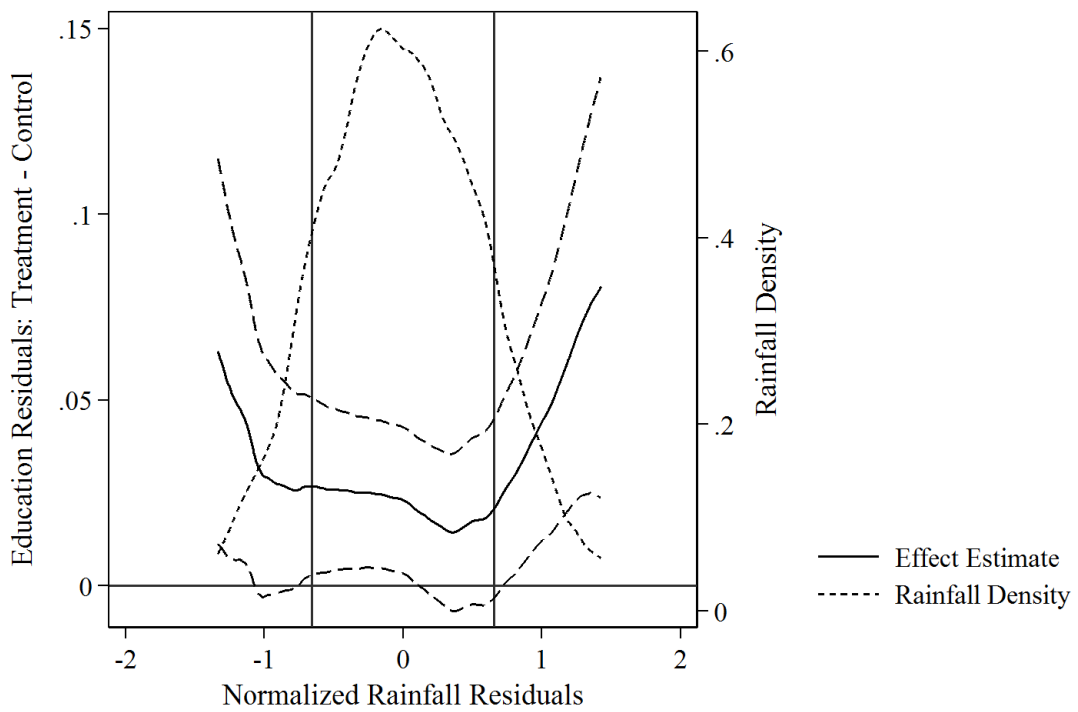 Education Residuals: Treatment - Control
.15
.1
.05
0
.6
.4
.2
0
Rainfall Density
-2
-1
0
1
2
Normalized Rainfall Residuals
Effect Estimate
Rainfall Density